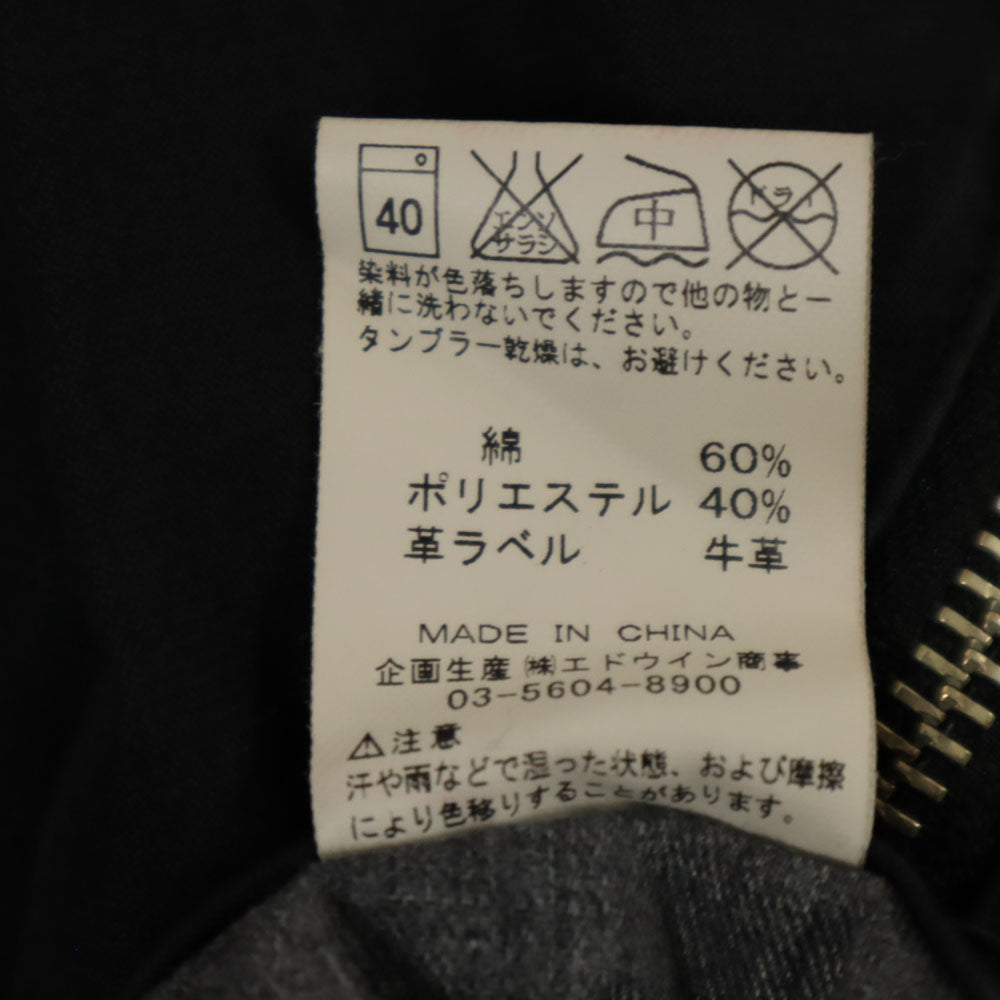 40 エンソサラシ 中 ドライ
染料が色落ちしますので他の物と一
緒に洗わないでください。
タンブラー乾燥は、お避けください。
綿 60%
ポリエステル 40%
革ラベル 牛革
MADE IN CHINA
企画生産 ㈱エドウイン商事
03-5604-8900
⚠注意
汗や雨などで湿った状態、および摩擦
により色移りすることがあります。